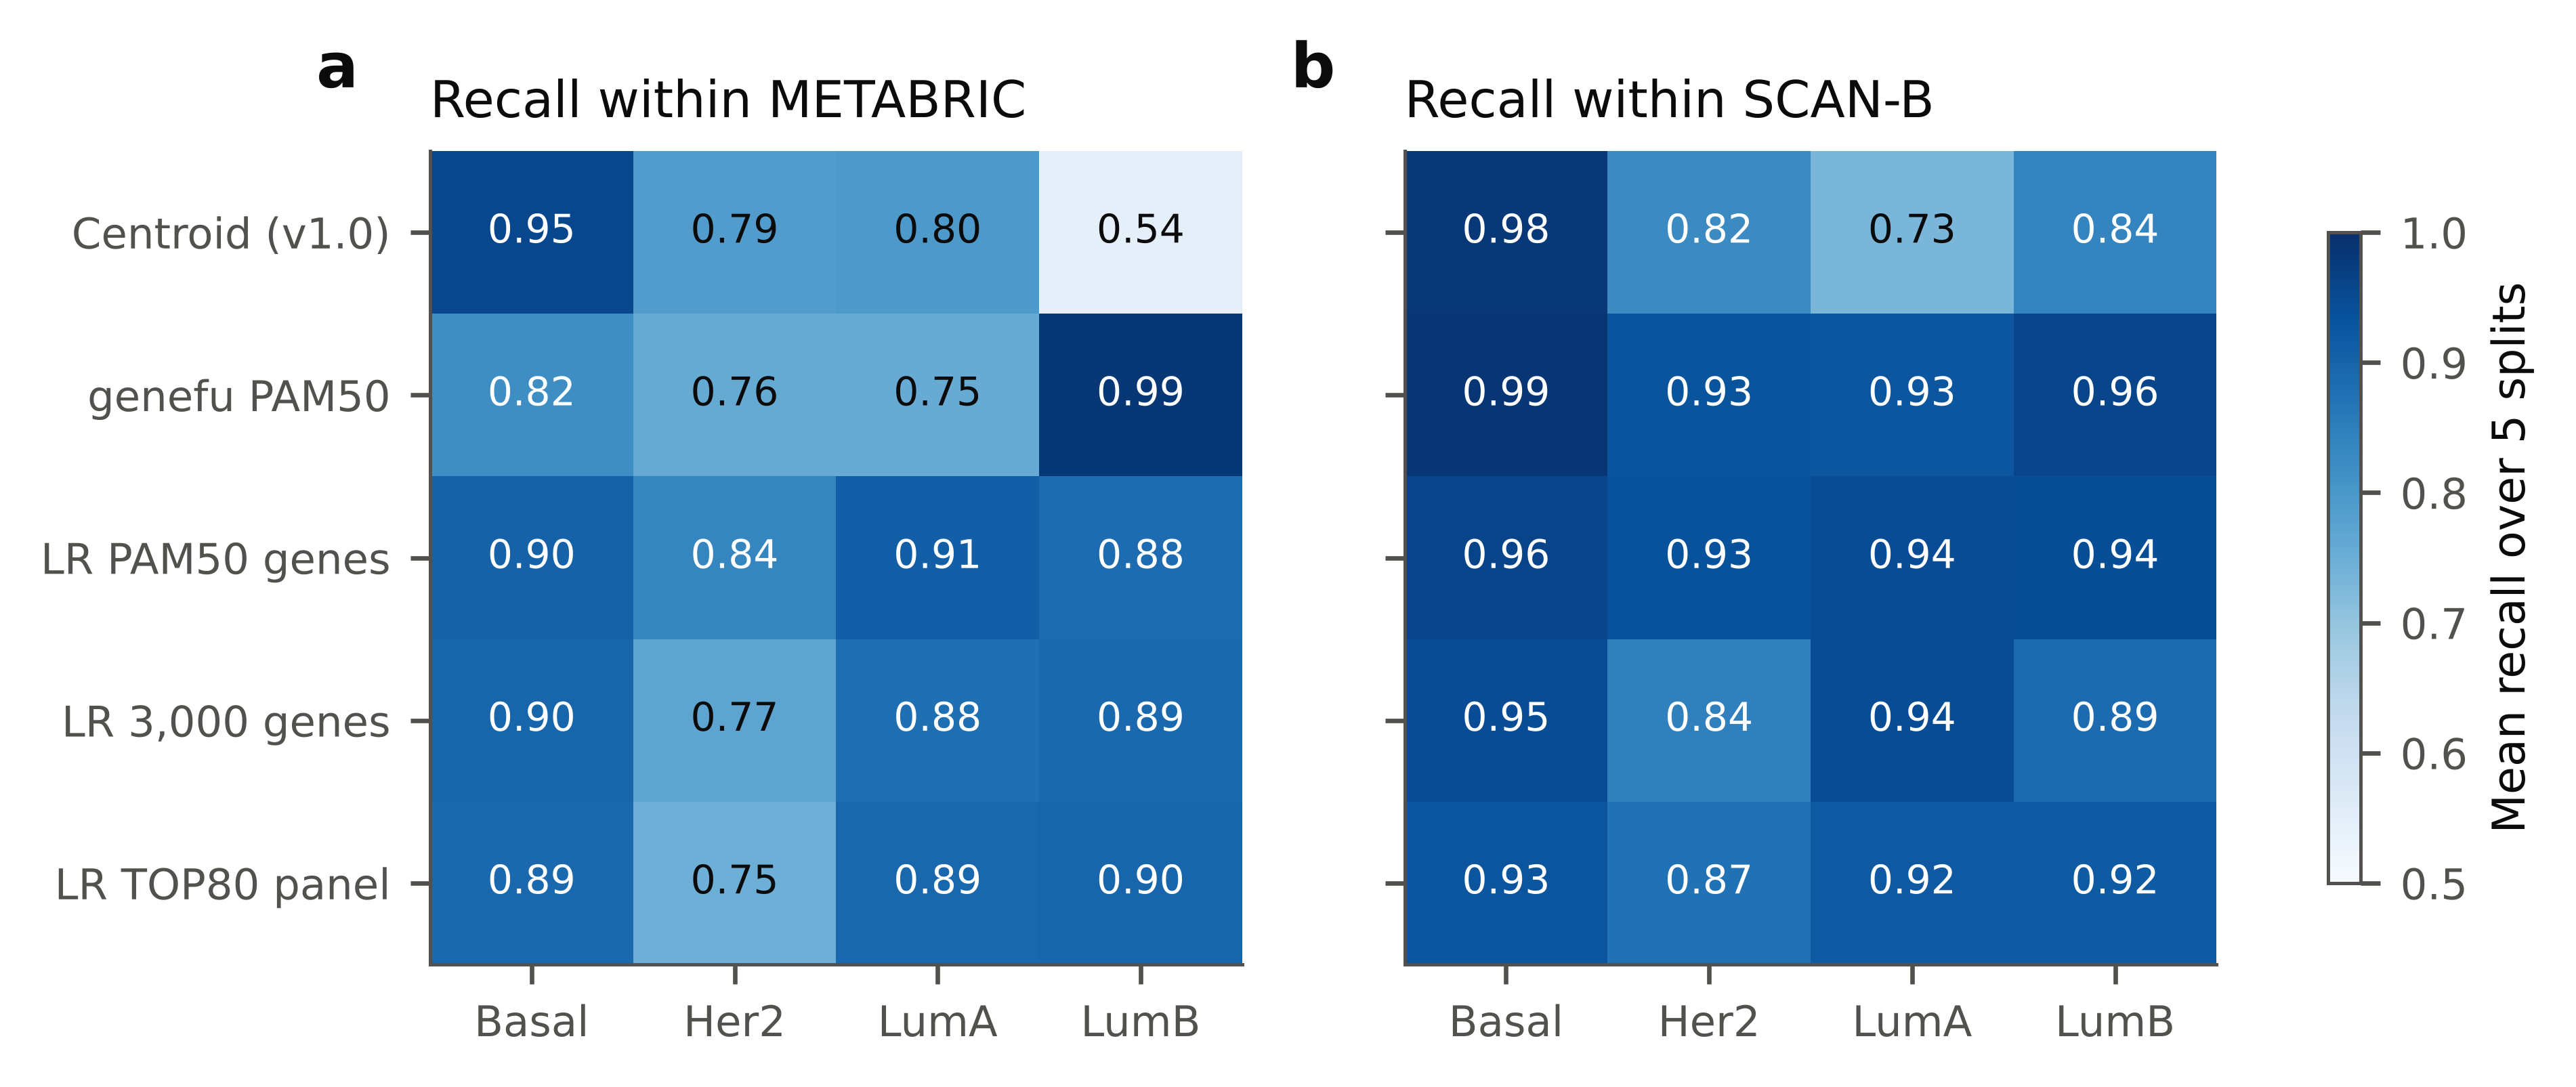 a
Recall within METABRIC
Centroid (v1.0) 0.95 0.79 0.80 0.54
genefu PAM50 0.82 0.76 0.75 0.99
LR PAM50 genes 0.90 0.84 0.91 0.88
LR 3,000 genes 0.90 0.77 0.88 0.89
LR TOP80 panel 0.89 0.75 0.89 0.90
Basal Her2 LumA LumB
b
Recall within SCAN-B
0.98 0.82 0.73 0.84
0.99 0.93 0.93 0.96
0.96 0.93 0.94 0.94
0.95 0.84 0.94 0.89
0.93 0.87 0.92 0.92
Basal Her2 LumA LumB
1.0
0.9
0.8
0.7
0.6
0.5
Mean recall over 5 splits